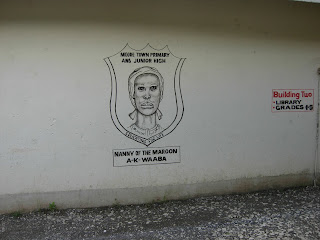 MOORE TOWN PRIMARY
AND JUNIOR HIGH
NANNY OF THE MAROON
A-K-WAABA
Building Two
-LIBRARY
-GRADES